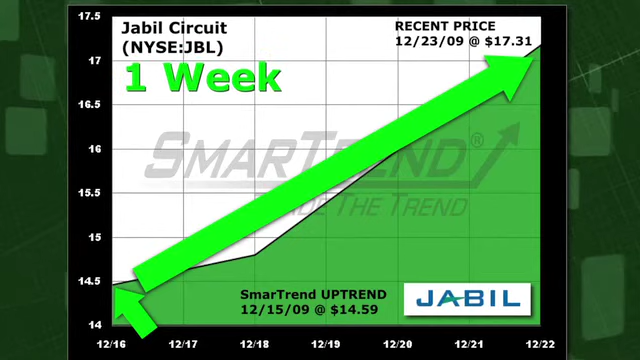 Jabil Circuit
(NYSE:JBL)
1 Week
RECENT PRICE
12/23/09 @ $17.31
17.5
17
16.5
16
15.5
15
14.5
14
SMARTREND®
THE TREND
SmarTrend UPTREND
12/15/09 @ $14.59
JABIL
12/16 12/17 12/18 12/19 12/20 12/21 12/22